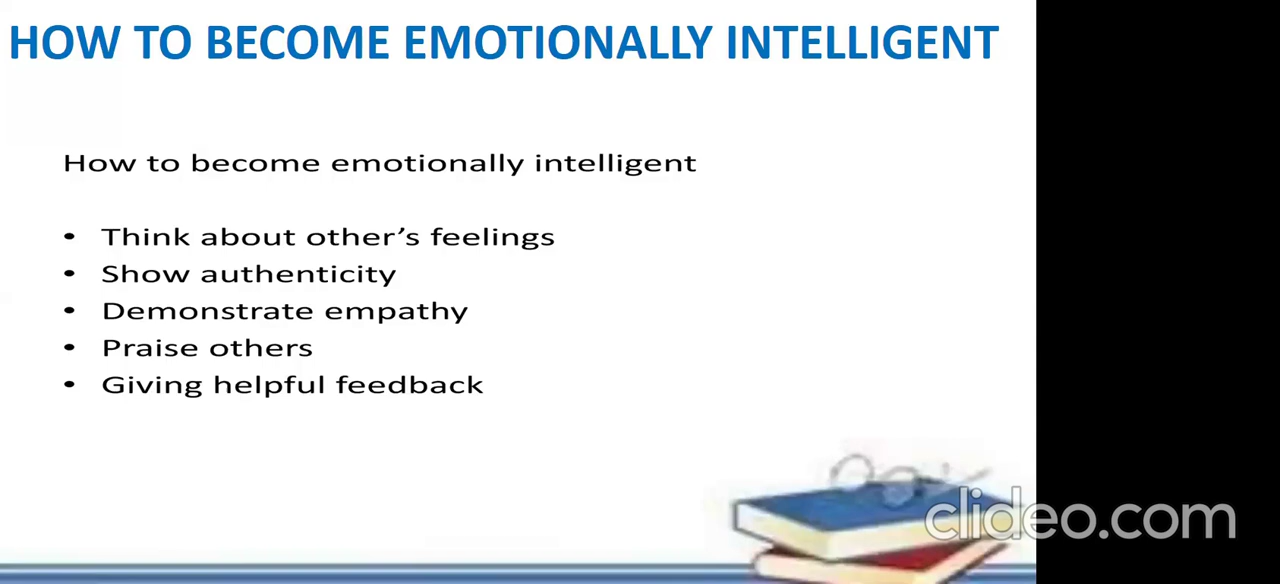 HOW TO BECOME EMOTIONALLY INTELLIGENT
How to become emotionally intelligent
• Think about other’s feelings
• Show authenticity
• Demonstrate empathy
• Praise others
• Giving helpful feedback
clideo.com